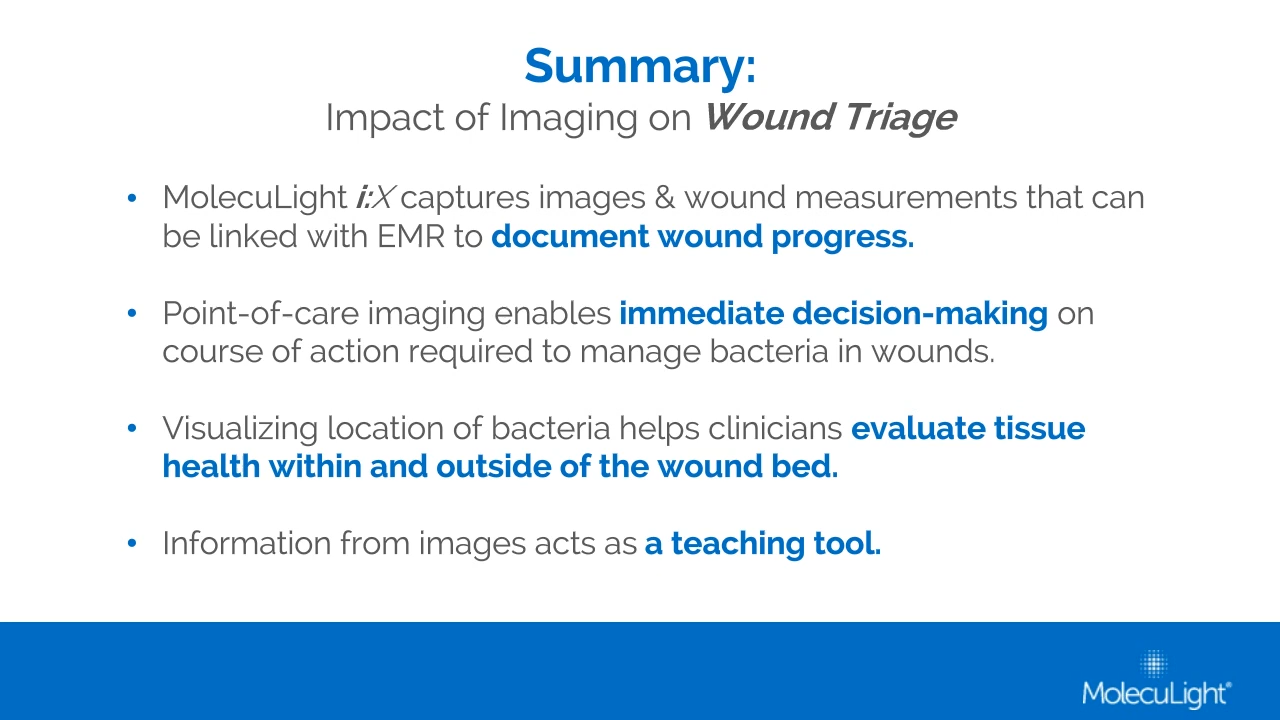 Summary:
Impact of Imaging on Wound Triage
• MolecuLight i:X captures images & wound measurements that can
be linked with EMR to document wound progress.
• Point-of-care imaging enables immediate decision-making on
course of action required to manage bacteria in wounds.
• Visualizing location of bacteria helps clinicians evaluate tissue
health within and outside of the wound bed.
• Information from images acts as a teaching tool.
MolecuLight®